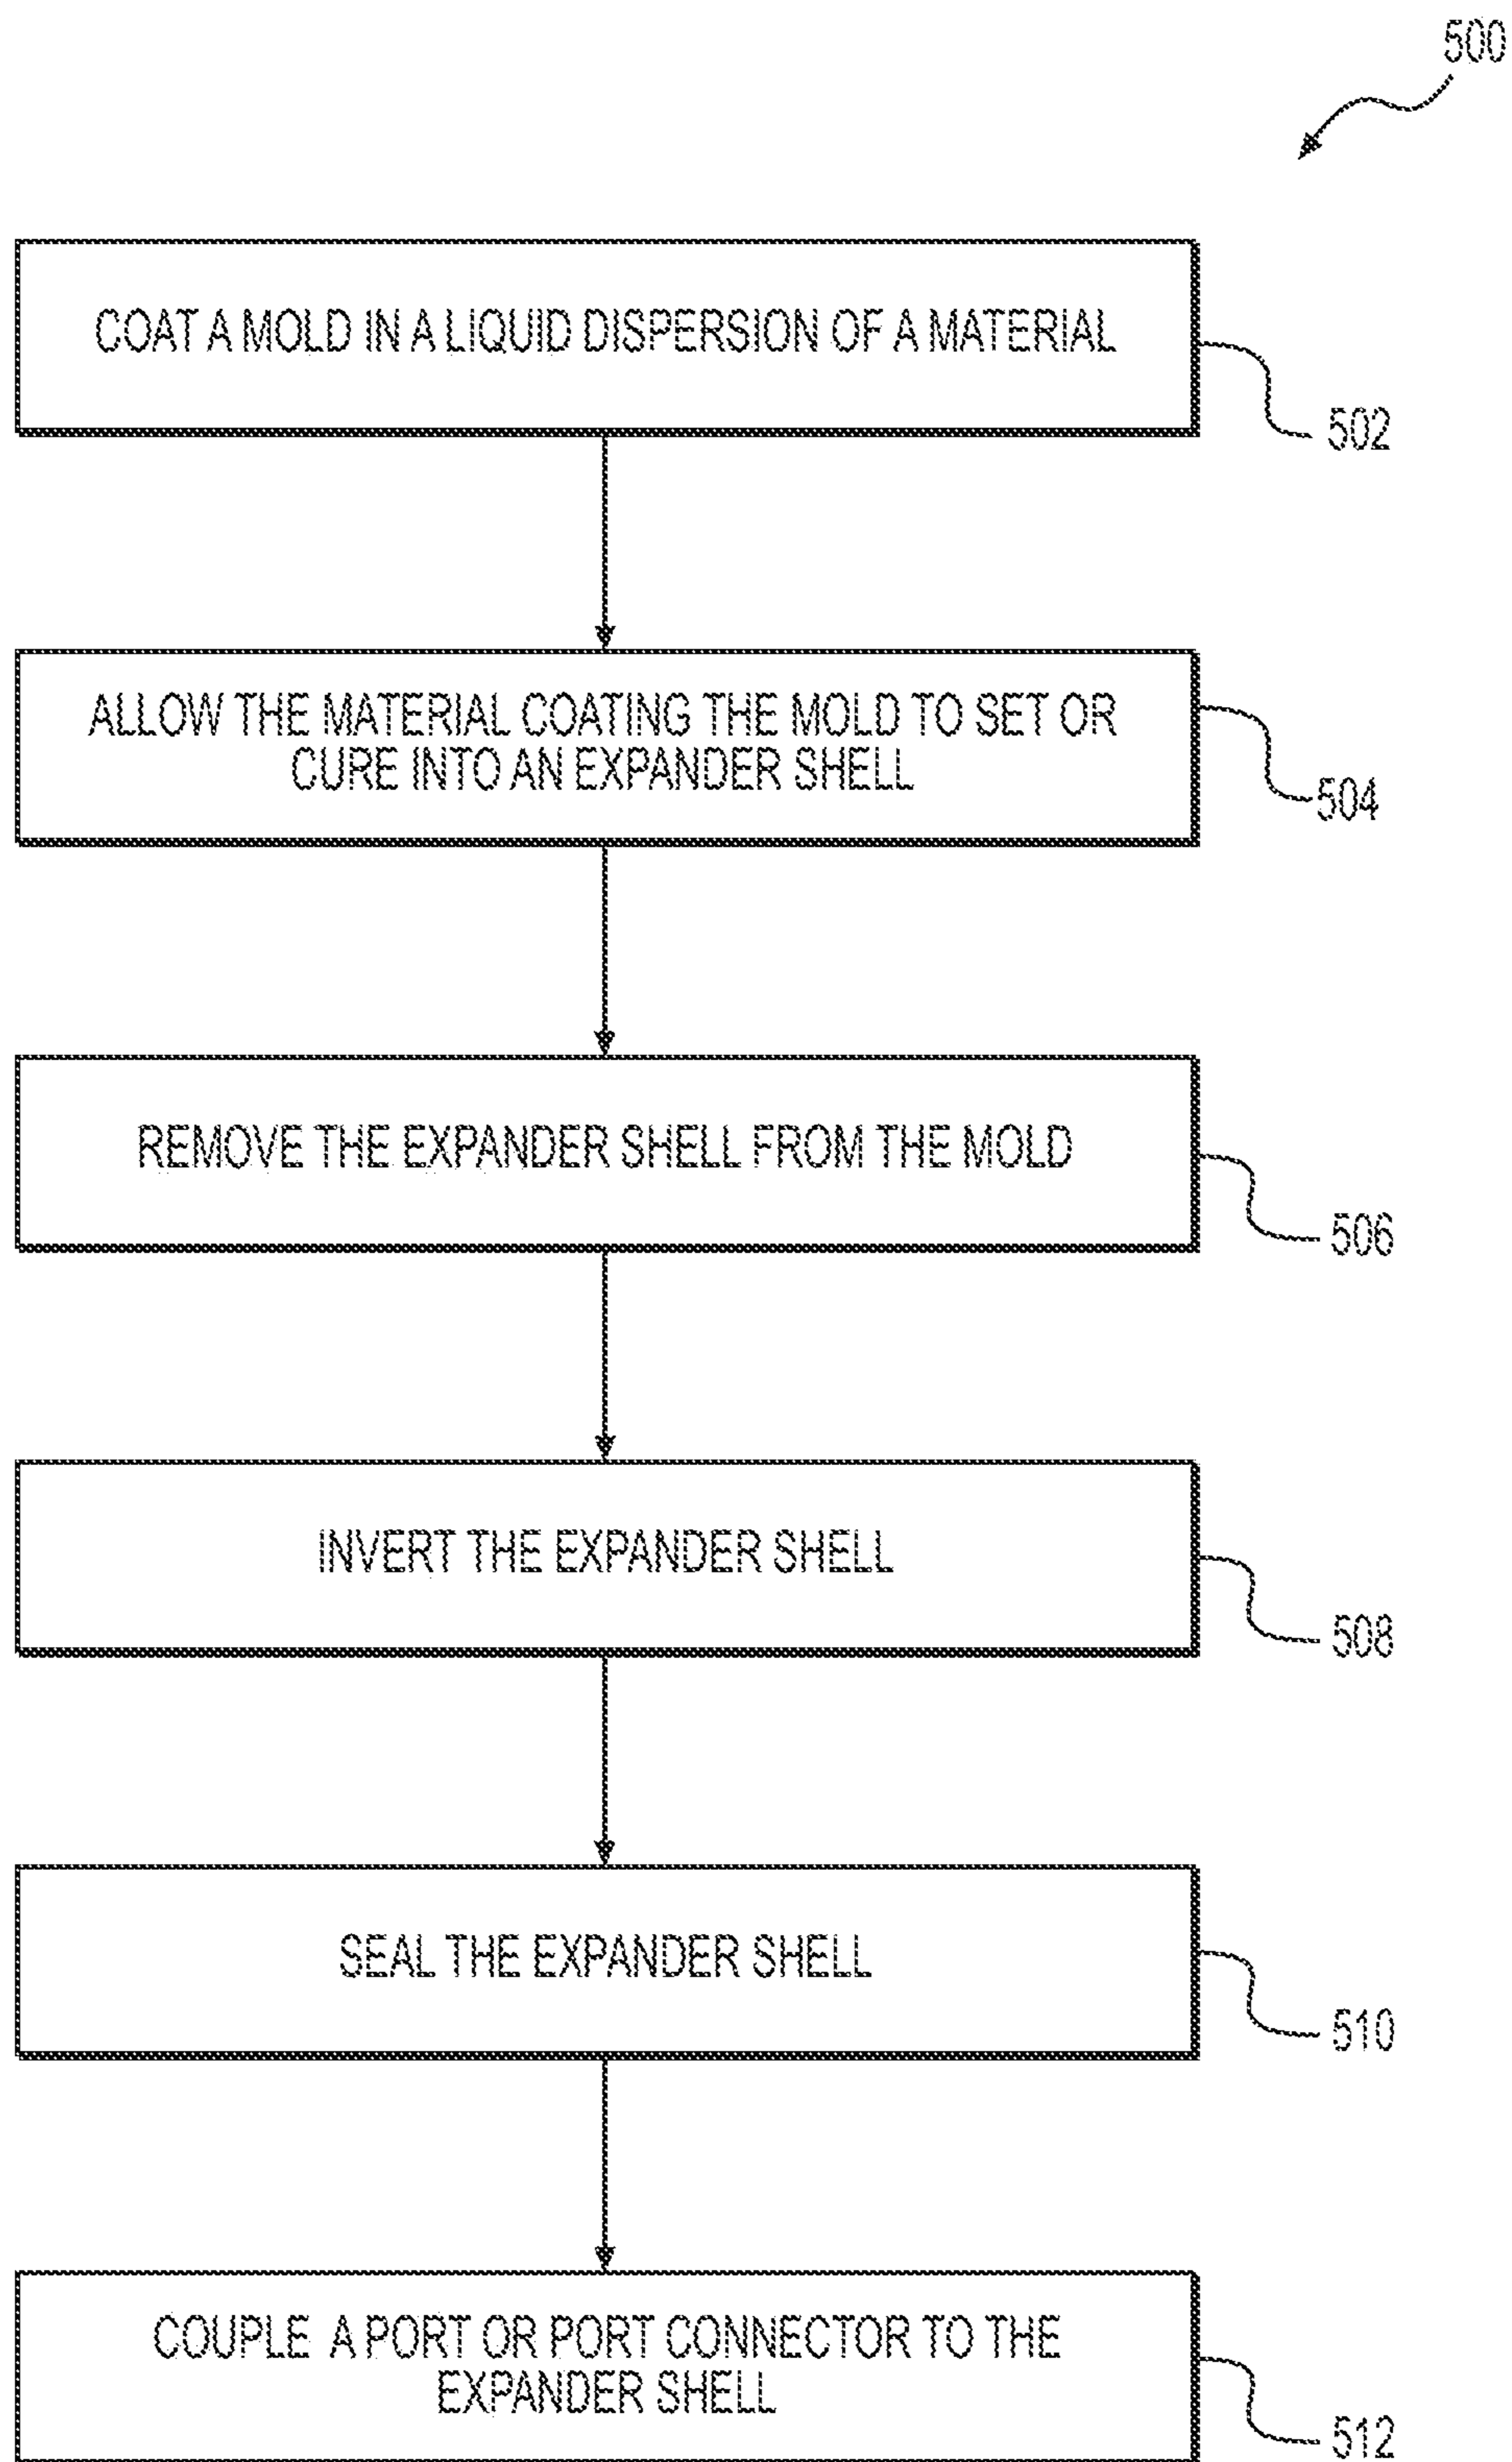 500
COAT A MOLD IN A LIQUID DISPERSION OF A MATERIAL
502
ALLOW THE MATERIAL COATING THE MOLD TO SET OR
CURE INTO AN EXPANDER SHELL
504
REMOVE THE EXPANDER SHELL FROM THE MOLD
506
INVERT THE EXPANDER SHELL
508
SEAL THE EXPANDER SHELL
510
COUPLE A PORT OR PORT CONNECTOR TO THE
EXPANDER SHELL
512